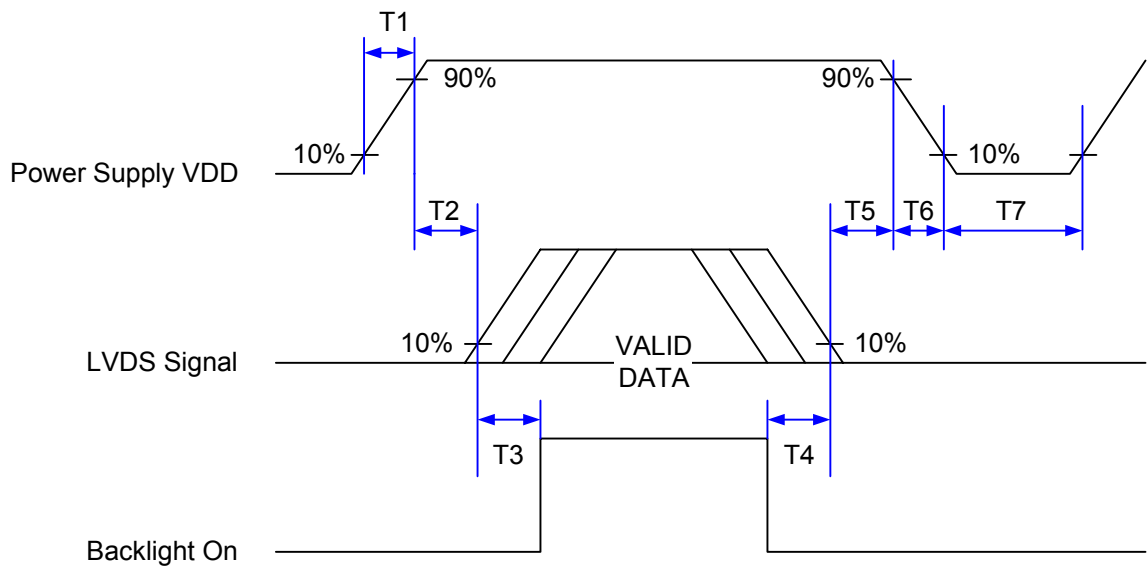 T1
90%
90%
10%
10%
Power Supply VDD
T2
T5
T6
T7
10%
VALID
DATA
10%
LVDS Signal
T3
T4
Backlight On